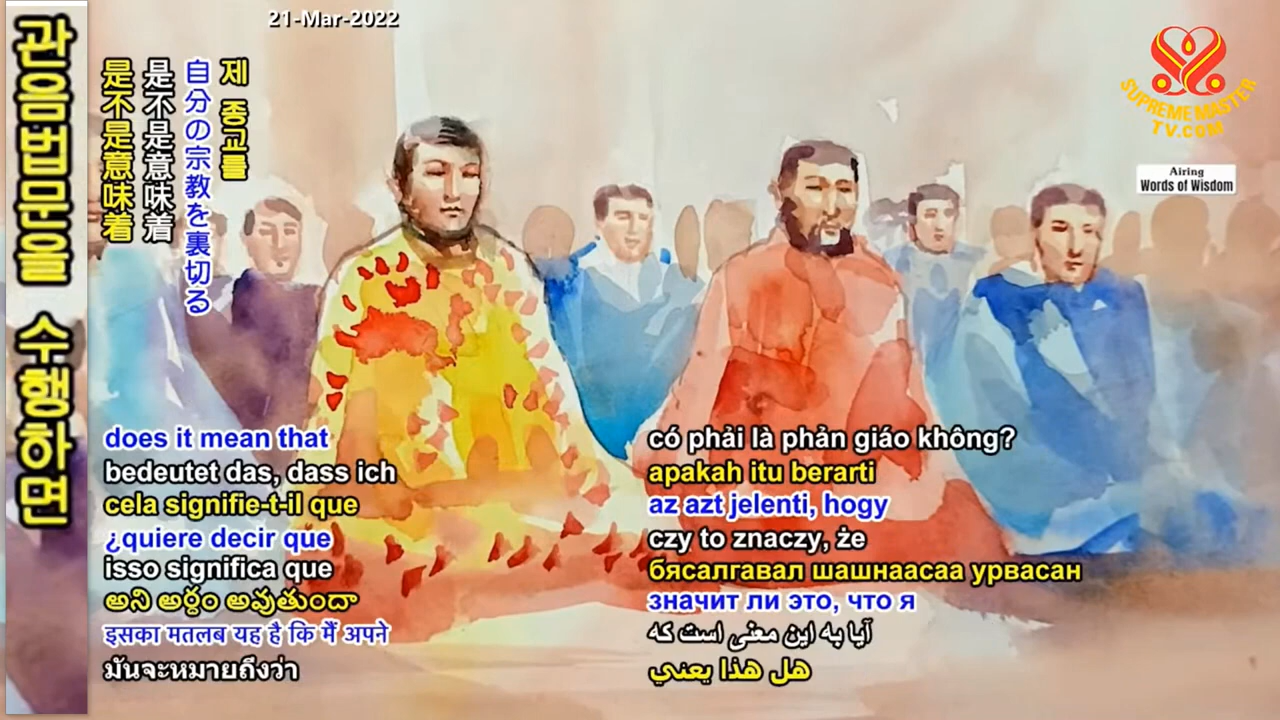 21-Mar-2022
SUPREME MASTER
TV.COM
Airing
Words of Wisdom
관음법문을 수행하면
제 종교를
自分の宗教を裏切る
是不是意味着
是不是意味着
does it mean that
bedeutet das, dass ich
cela signifie-t-il que
¿quiere decir que
isso significa que
అని అర్థం అవుతుందా
इसका मतलब यह है कि मैं अपने
มันจะหมายถึงว่า
có phải là phản giáo không?
apakah itu berarti
az azt jelenti, hogy
czy to znaczy, że
бясалгавал шашнаасаа урвасан
значит ли это, что я
آیا به این معنی است که
هل هذا يعني